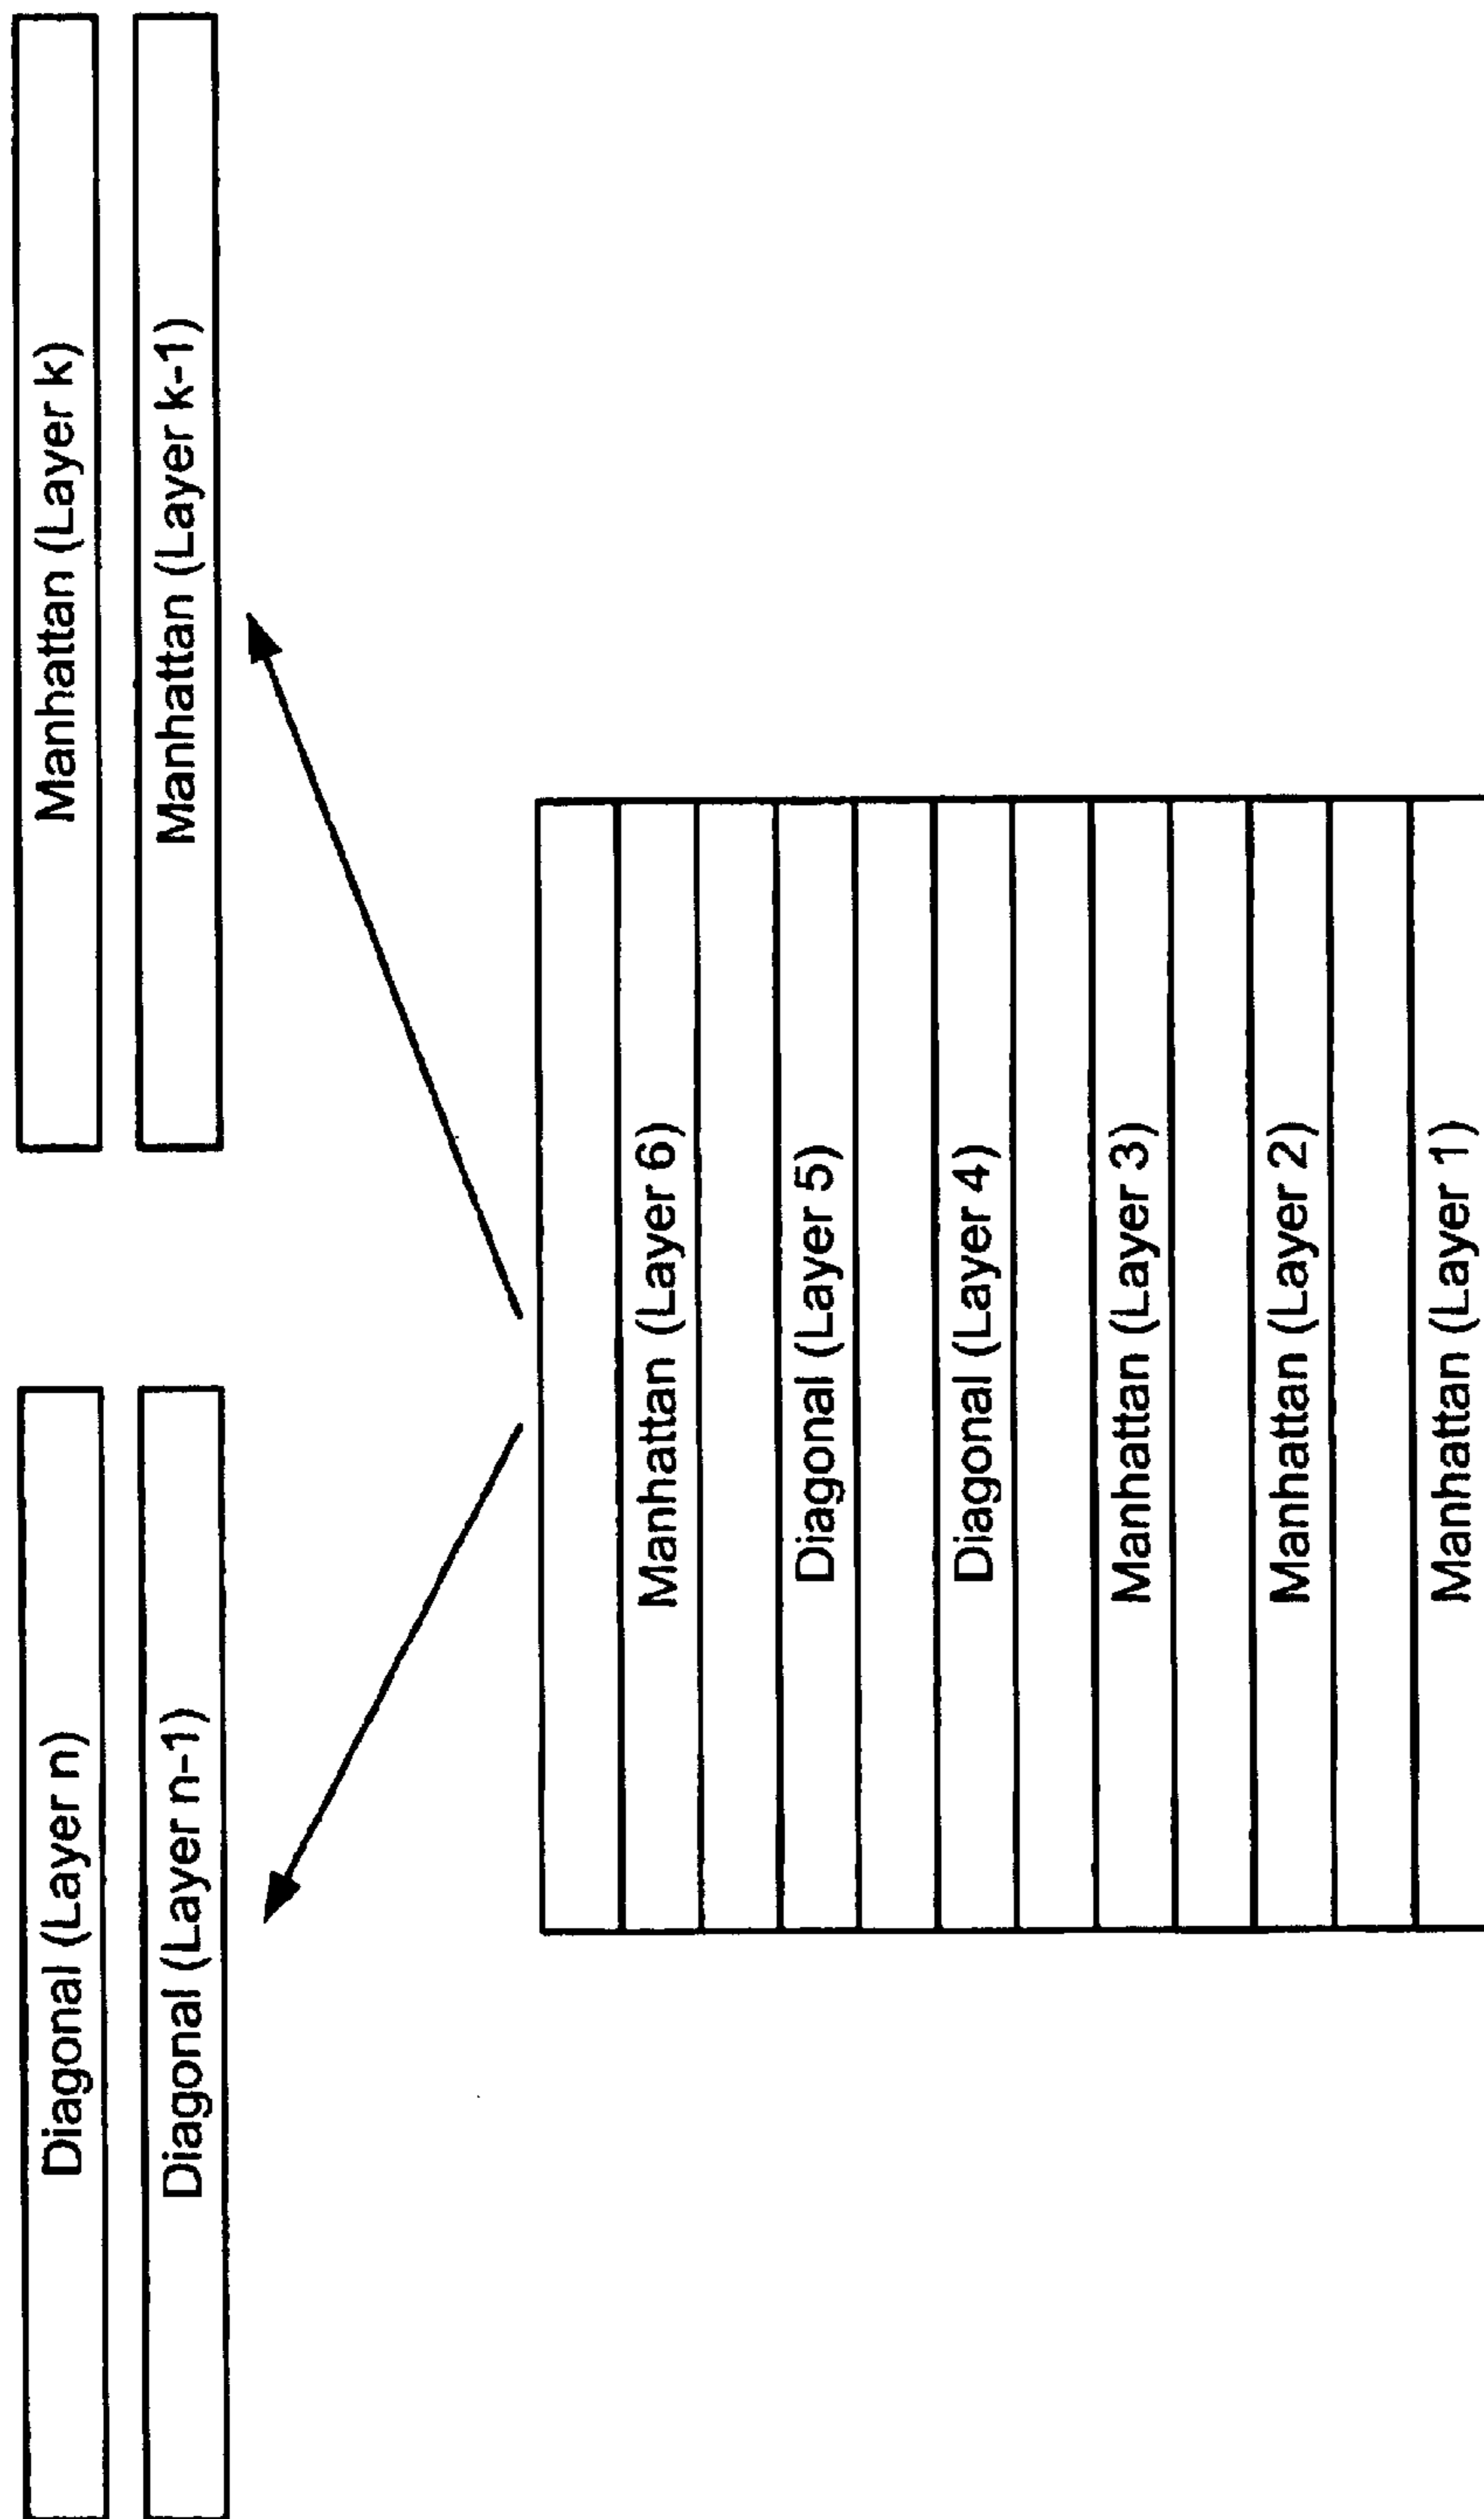 Manhattan (Layer k)
Manhattan (Layer k-1)
Diagonal (Layer n)
Diagonal (Layer n-1)
Manhattan (Layer 6)
Diagonal (Layer 5)
Diagonal (Layer 4)
Manhattan (Layer 3)
Manhattan (Layer 2)
Manhattan (Layer 1)